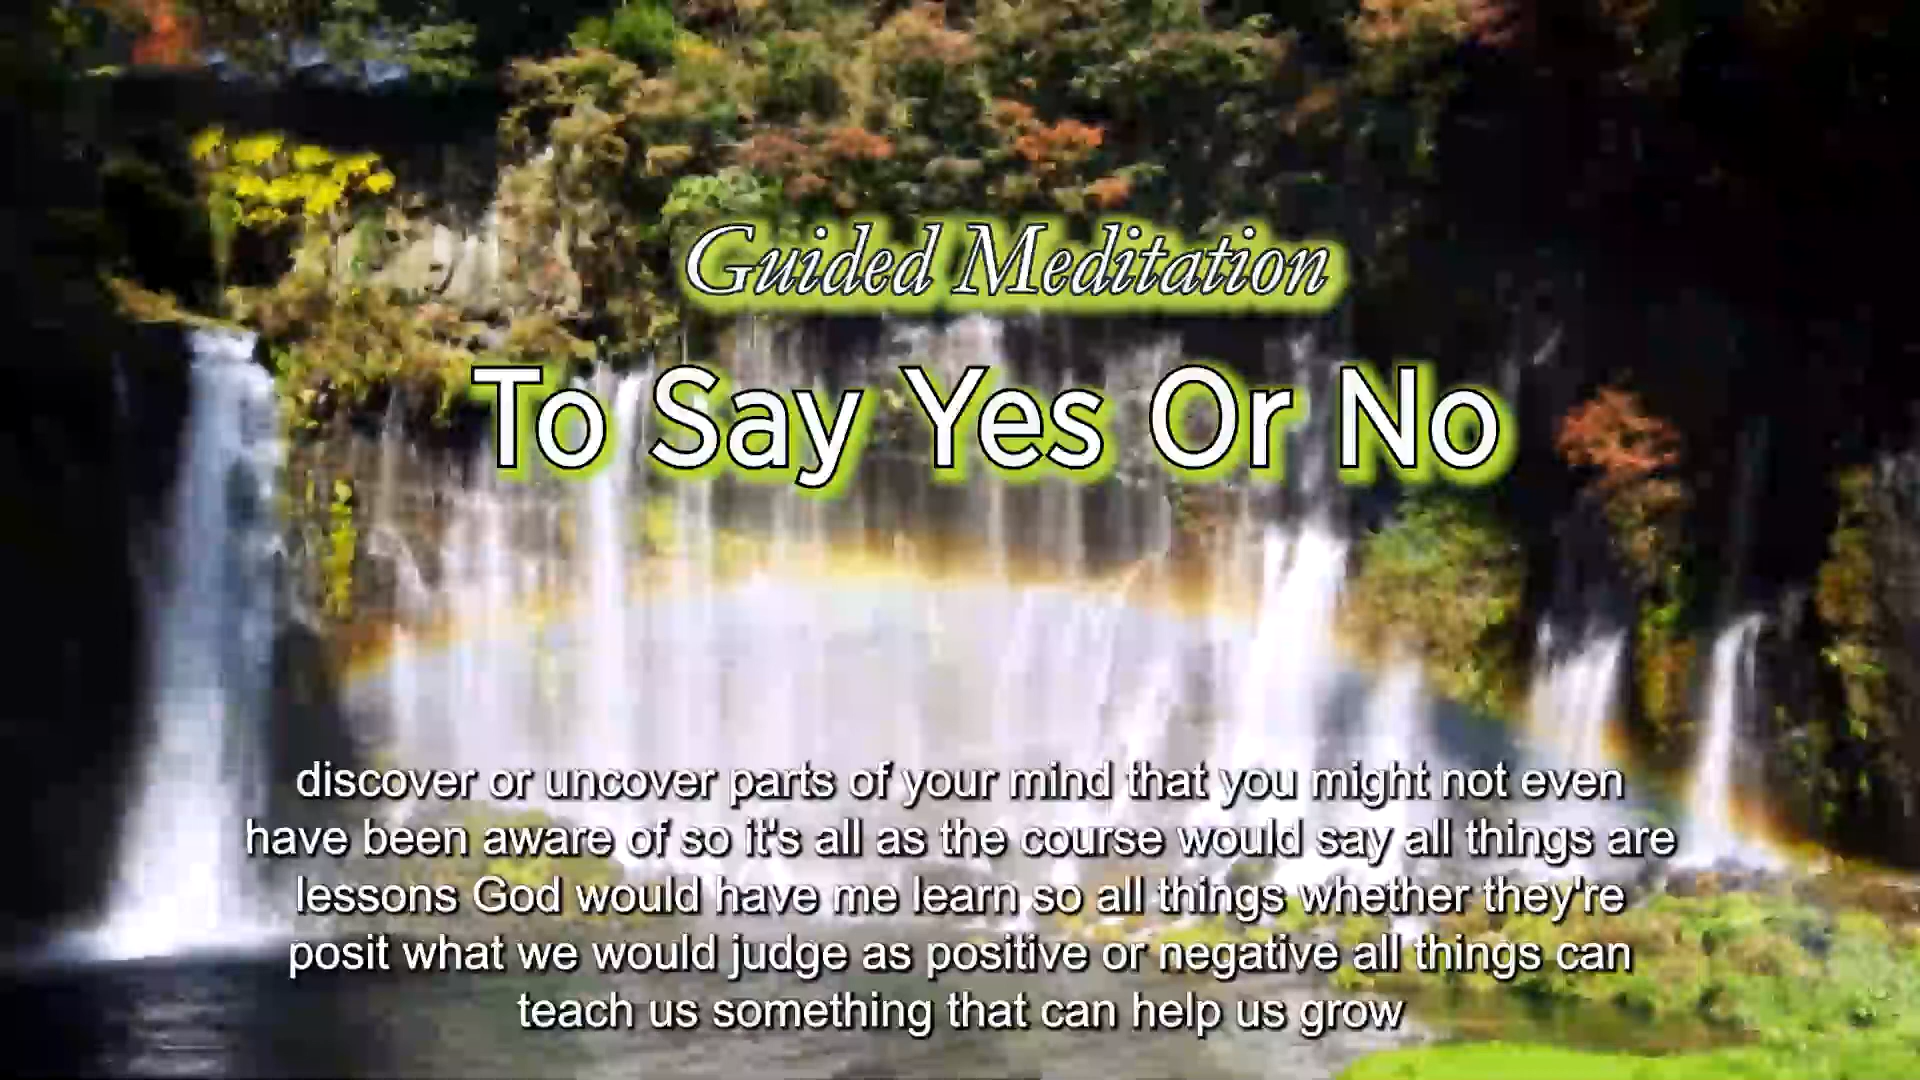 Guided Meditation
To Say Yes Or No
discover or uncover parts of your mind that you might not even
have been aware of so it's all as the course would say all things are
lessons God would have me learn so all things whether they're
posit what we would judge as positive or negative all things can
teach us something that can help us grow